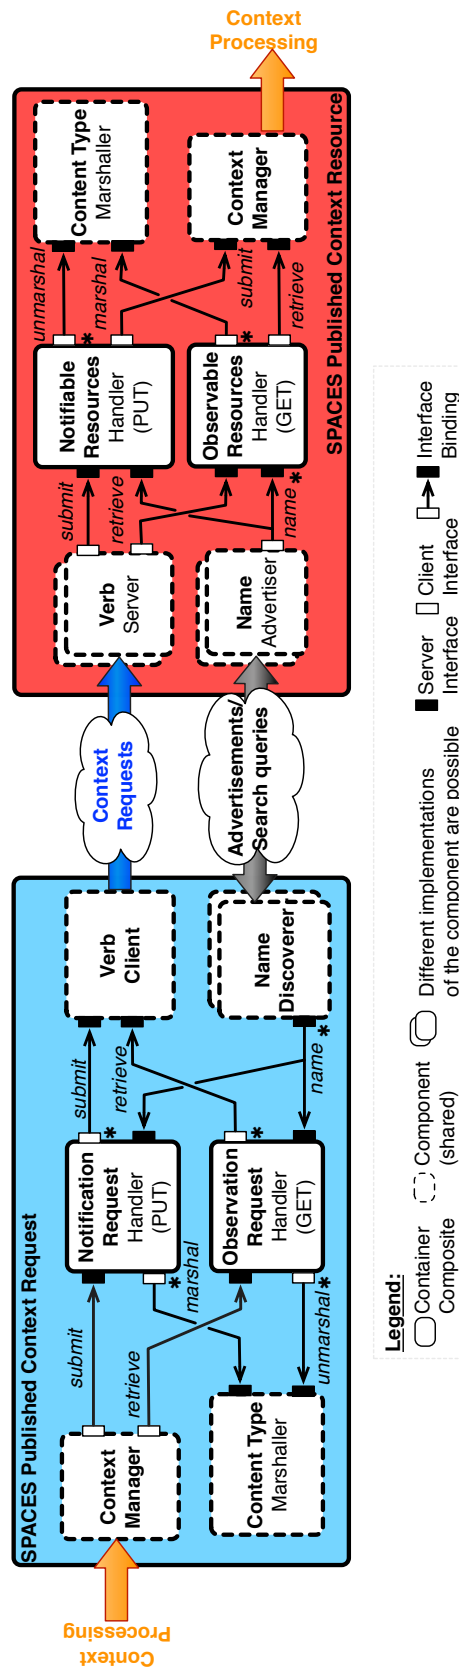 Context
Processing
SPACES Published Context Request
Context
Manager
submit
retrieve
Content Type
Marshaller
Notification
Request
Handler
(PUT)
*
marshal
Observation
Request
Handler
(GET)
*
unmarshal
*
submit
*
retrieve
*
name
Verb
Client
Name
Discoverer
Context
Requests
Advertisements/
Search queries
SPACES Published Context Resource
Verb
Server
Name
Advertiser
submit
retrieve
name
*
Notifiable
Resources
Handler
(PUT)
*
Observable
Resources
Handler
(GET)
*
unmarshal
marshal
submit
retrieve
Content Type
Marshaller
Context
Manager
Context
Processing
Legend:
Container
Composite
Component
(shared)
Different implementations
of the component are possible
Server
Interface
Client
Interface
Interface
Binding